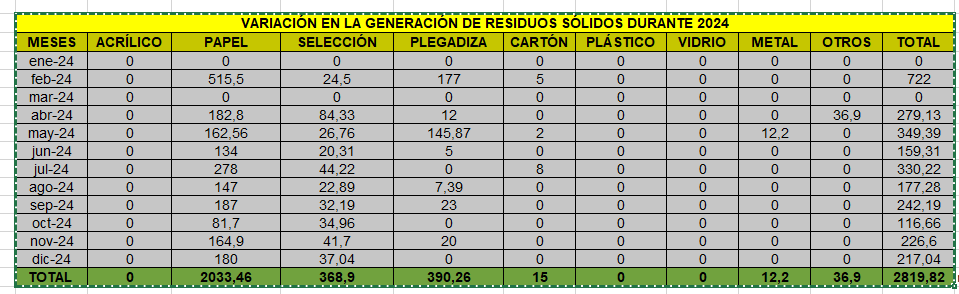 VARIACIÓN EN LA GENERACIÓN DE RESIDUOS SÓLIDOS DURANTE 2024
MESES ACRÍLICO PAPEL SELECCIÓN PLEGADIZA CARTÓN PLÁSTICO VIDRIO METAL OTROS TOTAL
ene-24 0 0 0 0 0 0 0 0 0 0
feb-24 0 515,5 24,5 177 5 0 0 0 0 722
mar-24 0 0 0 0 0 0 0 0 0 0
abr-24 0 182,8 84,33 12 0 0 0 0 36,9 279,13
may-24 0 162,56 26,76 145,87 2 0 0 12,2 0 349,39
jun-24 0 134 20,31 5 0 0 0 0 0 159,31
jul-24 0 278 44,22 0 8 0 0 0 0 330,22
ago-24 0 147 22,89 7,39 0 0 0 0 0 177,28
sep-24 0 187 32,19 23 0 0 0 0 0 242,19
oct-24 0 81,7 34,96 0 0 0 0 0 0 116,66
nov-24 0 164,9 41,7 20 0 0 0 0 0 226,6
dic-24 0 180 37,04 0 0 0 0 0 0 217,04
TOTAL 0 2033,46 368,9 390,26 15 0 0 12,2 36,9 2819,82